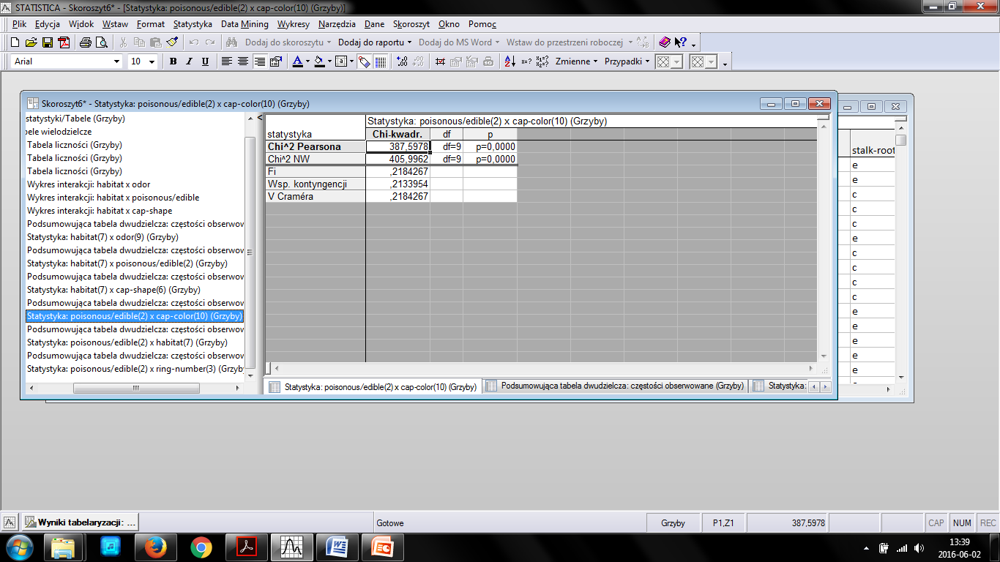 STATISTICA - Skoroszyt6* - [Statystyka: poisonous/edible(2) x cap-color(10) (Grzyby)]
Plik Edycja Widok Wstaw Format Statystyka Data Mining Wykresy Narzędzia Dane Skoroszyt Okno Pomoc
Dodaj do skoroszytu Dodaj do raportu Dodaj do MS Word Wstaw do przestrzeni roboczej
Arial 10 B I U Zmienne Przypadki
Skoroszyt6* - Statystyka: poisonous/edible(2) x cap-color(10) (Grzyby)
statystyki/Tabele (Grzyby)
bele wielodzielcze
Tabela liczności (Grzyby)
Tabela liczności (Grzyby)
Tabela liczności (Grzyby)
Wykres interakcji: habitat x odor
Wykres interakcji: habitat x poisonous/edible
Wykres interakcji: habitat x cap-shape
Podsumowująca tabela dwudzielcza: częstości obserwow
Statystyka: habitat(7) x odor(9) (Grzyby)
Podsumowująca tabela dwudzielcza: częstości obserwow
Statystyka: habitat(7) x poisonous/edible(2) (Grzyby)
Podsumowująca tabela dwudzielcza: częstości obserwow
Statystyka: habitat(7) x cap-shape(6) (Grzyby)
Podsumowująca tabela dwudzielcza: częstości obserwow
Statystyka: poisonous/edible(2) x cap-color(10) (Grzyby)
Podsumowująca tabela dwudzielcza: częstości obserwow
Statystyka: poisonous/edible(2) x habitat(7) (Grzyby)
Podsumowująca tabela dwudzielcza: częstości obserwow
Statystyka: poisonous/edible(2) x ring-number(3) (Grzyb
Statystyka: poisonous/edible(2) x cap-color(10) (Grzyby)
statystyka Chi-kwadr. df p
Chi^2 Pearsona 387,5978 df=9 p=0,0000
Chi^2 NW 405,9962 df=9 p=0,0000
Fi ,2184267
Wsp. kontyngencji ,2133954
V Craméra ,2184267
Statystyka: poisonous/edible(2) x cap-color(10) (Grzyby) Podsumowująca tabela dwudzielcza: częstości obserwowane (Grzyby) Statystyka:
stalk-root
e
e
c
c
c
e
c
c
c
c
e
e
e
e
e
Wyniki tabelaryzacji: ... Gotowe Grzyby P1,Z1 387,5978 CAP NUM REC
13:39
2016-06-02